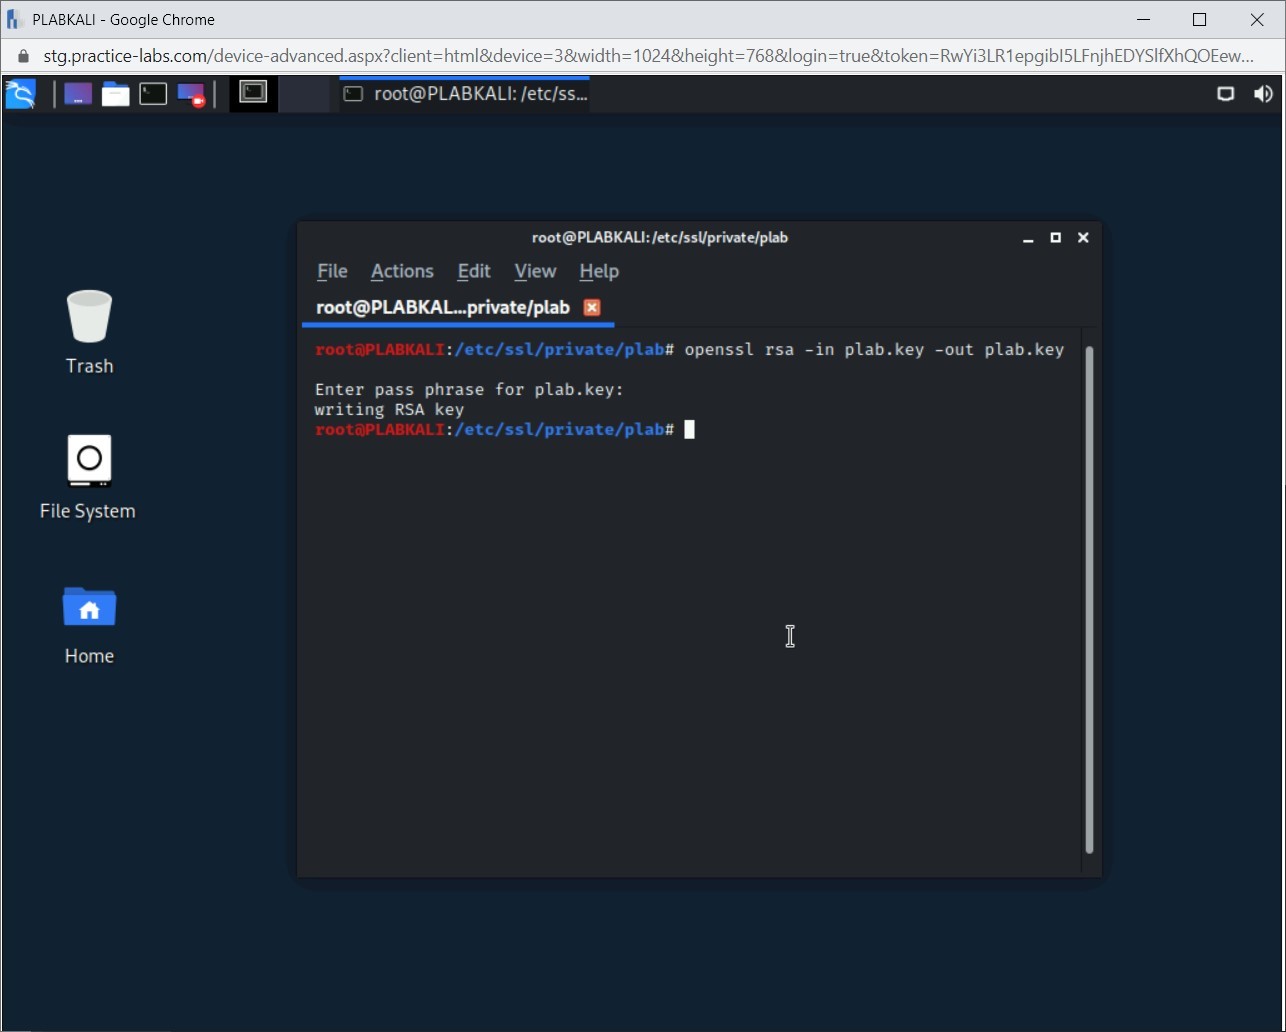 PLABKALI - Google Chrome
stg.practice-labs.com/device-advanced.aspx?client=html&device=3&width=1024&height=768&login=true&token=RwYi3LR1epgibI5LFnjhEDYSlfXhQOEew...
root@PLABKALI: /etc/ss...
root@PLABKALI:/etc/ssl/private/plab
File Actions Edit View Help
root@PLABKAL...private/plab
root@PLABKALI:/etc/ssl/private/plab# openssl rsa -in plab.key -out plab.key
Enter pass phrase for plab.key:
writing RSA key
root@PLABKALI:/etc/ssl/private/plab#
Trash
File System
Home